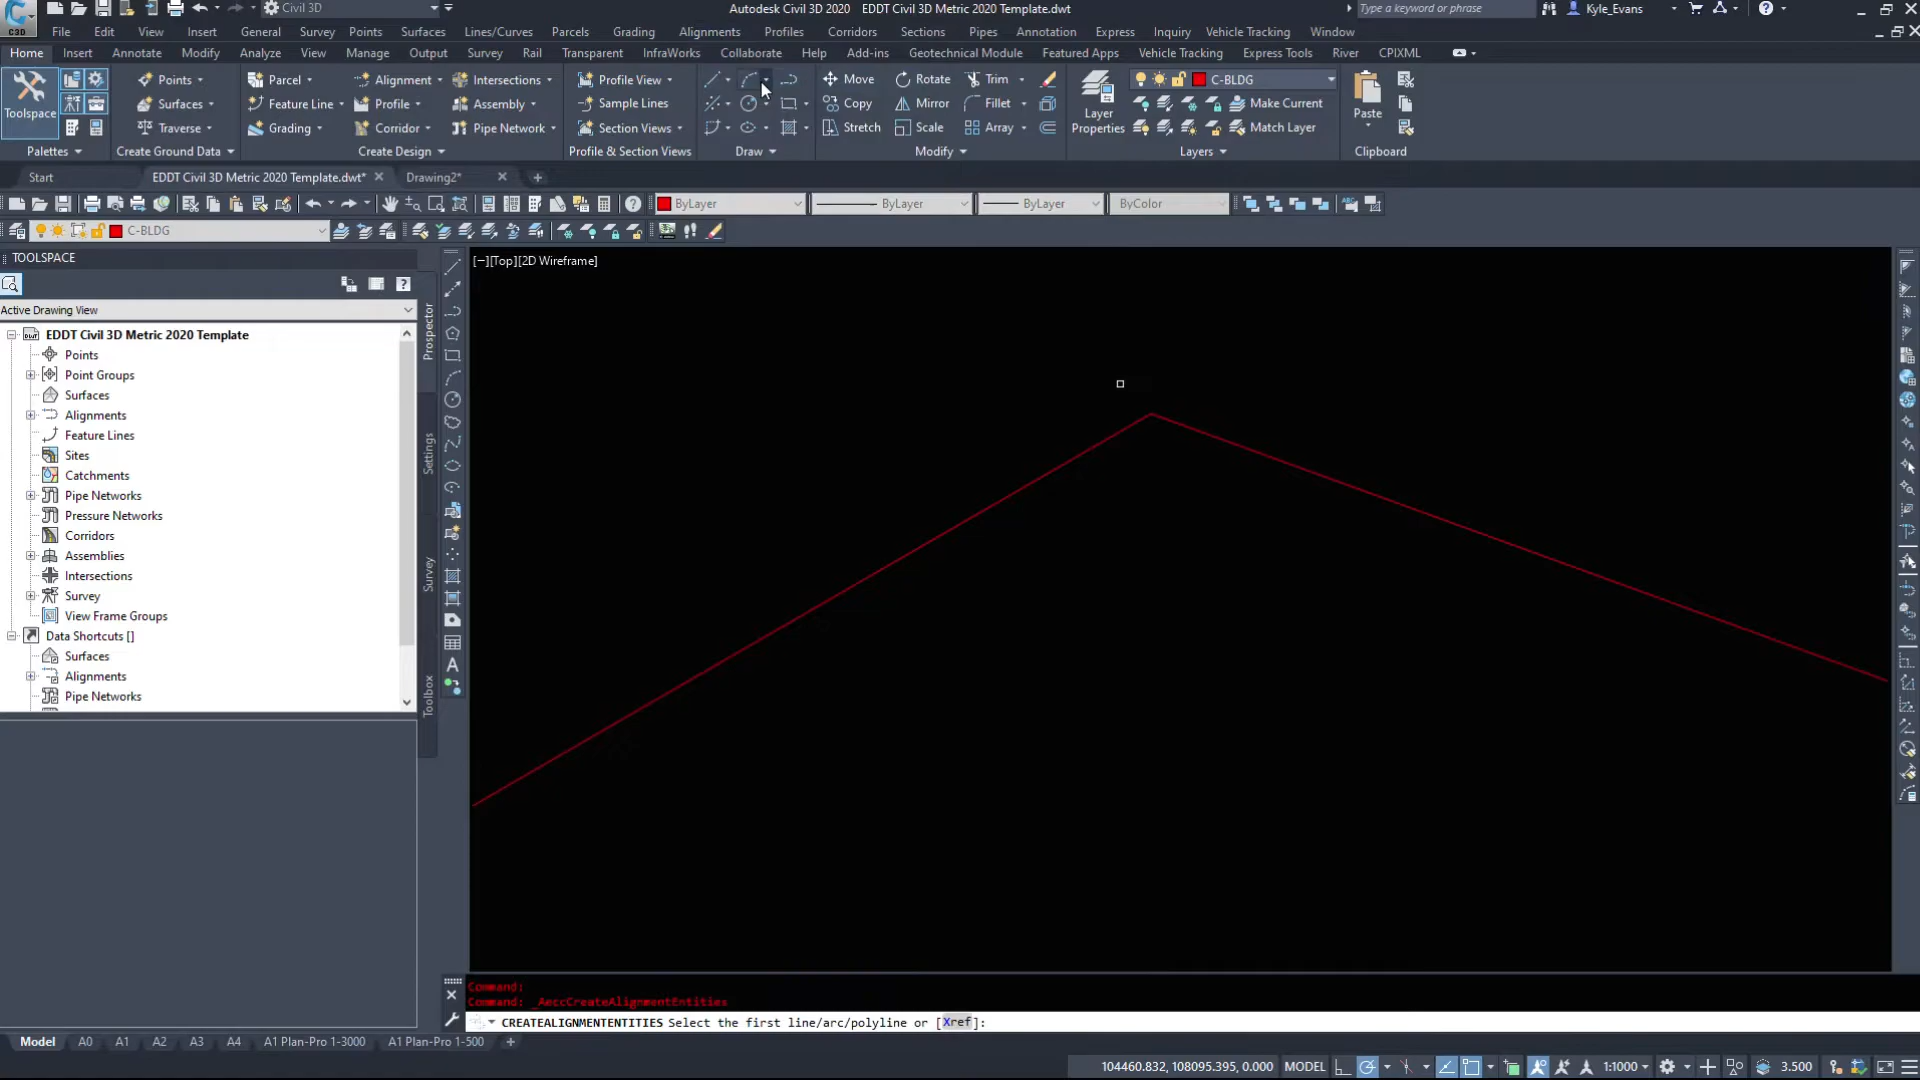 C3D
Civil 3D
Autodesk Civil 3D 2020 EDDT Civil 3D Metric 2020 Template.dwt
Type a keyword or phrase
Kyle_Evans
File Edit View Insert General Survey Points Surfaces Lines/Curves Parcels Grading Alignments Profiles Corridors Sections Pipes Annotation Express Inquiry Vehicle Tracking Window
Home Insert Annotate Modify Analyze View Manage Output Survey Rail Transparent InfraWorks Collaborate Help Add-ins Geotechnical Module Featured Apps Vehicle Tracking Express Tools River CPIXML
Points Parcel Alignment Intersections Profile View Move Rotate Trim C-BLDG
Toolspace Surfaces Feature Line Profile Assembly Sample Lines Copy Mirror Fillet Layer Properties Make Current Paste
Traverse Grading Corridor Pipe Network Section Views Stretch Scale Array Match Layer
Palettes Create Ground Data Create Design Profile & Section Views Draw Modify Layers Clipboard
Start EDDT Civil 3D Metric 2020 Template.dwt* Drawing2*
ByLayer ByLayer ByLayer ByColor
C-BLDG
TOOLSPACE
[−][Top][2D Wireframe]
Active Drawing View
EDDT Civil 3D Metric 2020 Template
Points
Point Groups
Surfaces
Alignments
Feature Lines
Sites
Catchments
Pipe Networks
Pressure Networks
Corridors
Assemblies
Intersections
Survey
View Frame Groups
Data Shortcuts []
Surfaces
Alignments
Pipe Networks
Prospector
Settings
Survey
Toolbox
Command:
Command: _AeccCreateAlignmentEntities
CREATEALIGNMENTENTITIES Select the first line/arc/polyline or [Xref]:
Model A0 A1 A2 A3 A4 A1 Plan-Pro 1-3000 A1 Plan-Pro 1-500
104460.832, 108095.395, 0.000 MODEL 1:1000 3.500